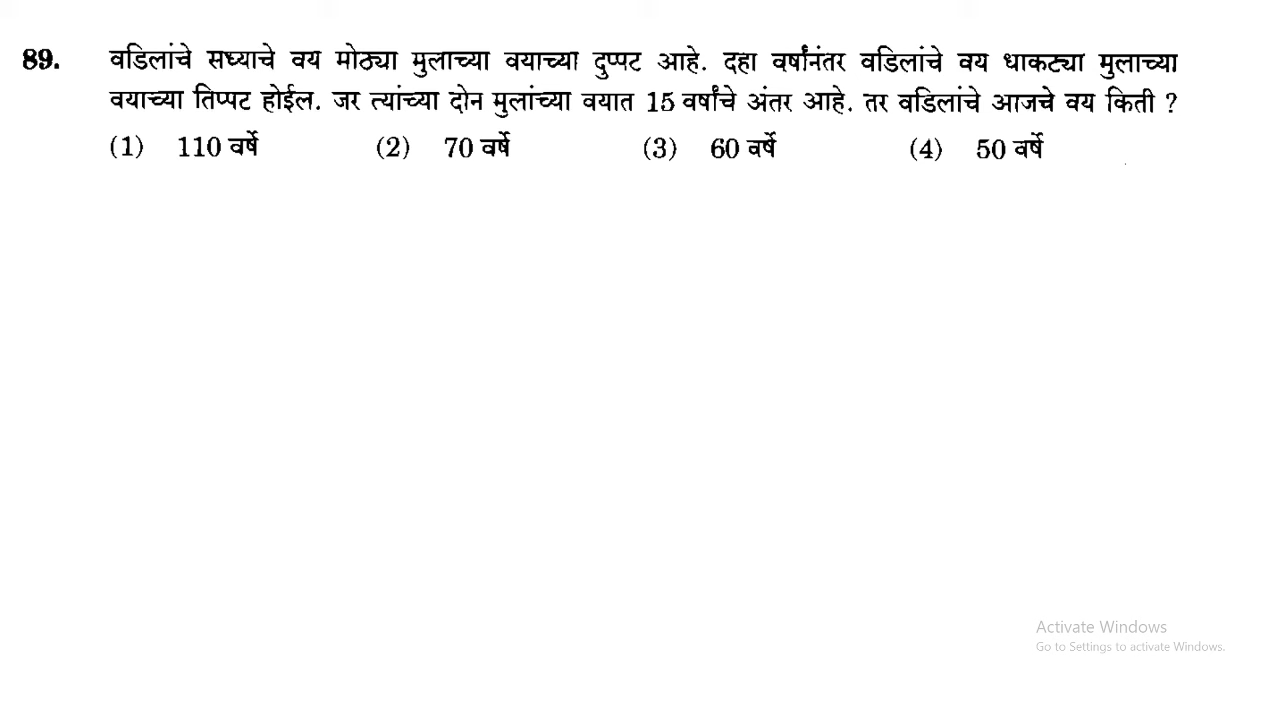 89. वडिलांचे सध्याचे वय मोठ्या मुलाच्या वयाच्या दुप्पट आहे. दहा वर्षांनंतर वडिलांचे वय धाकट्या मुलाच्या
वयाच्या तिप्पट होईल. जर त्यांच्या दोन मुलांच्या वयात 15 वर्षांचे अंतर आहे. तर वडिलांचे आजचे वय किती ?
(1) 110 वर्षे (2) 70 वर्षे (3) 60 वर्षे (4) 50 वर्षे
Activate Windows
Go to Settings to activate Windows.